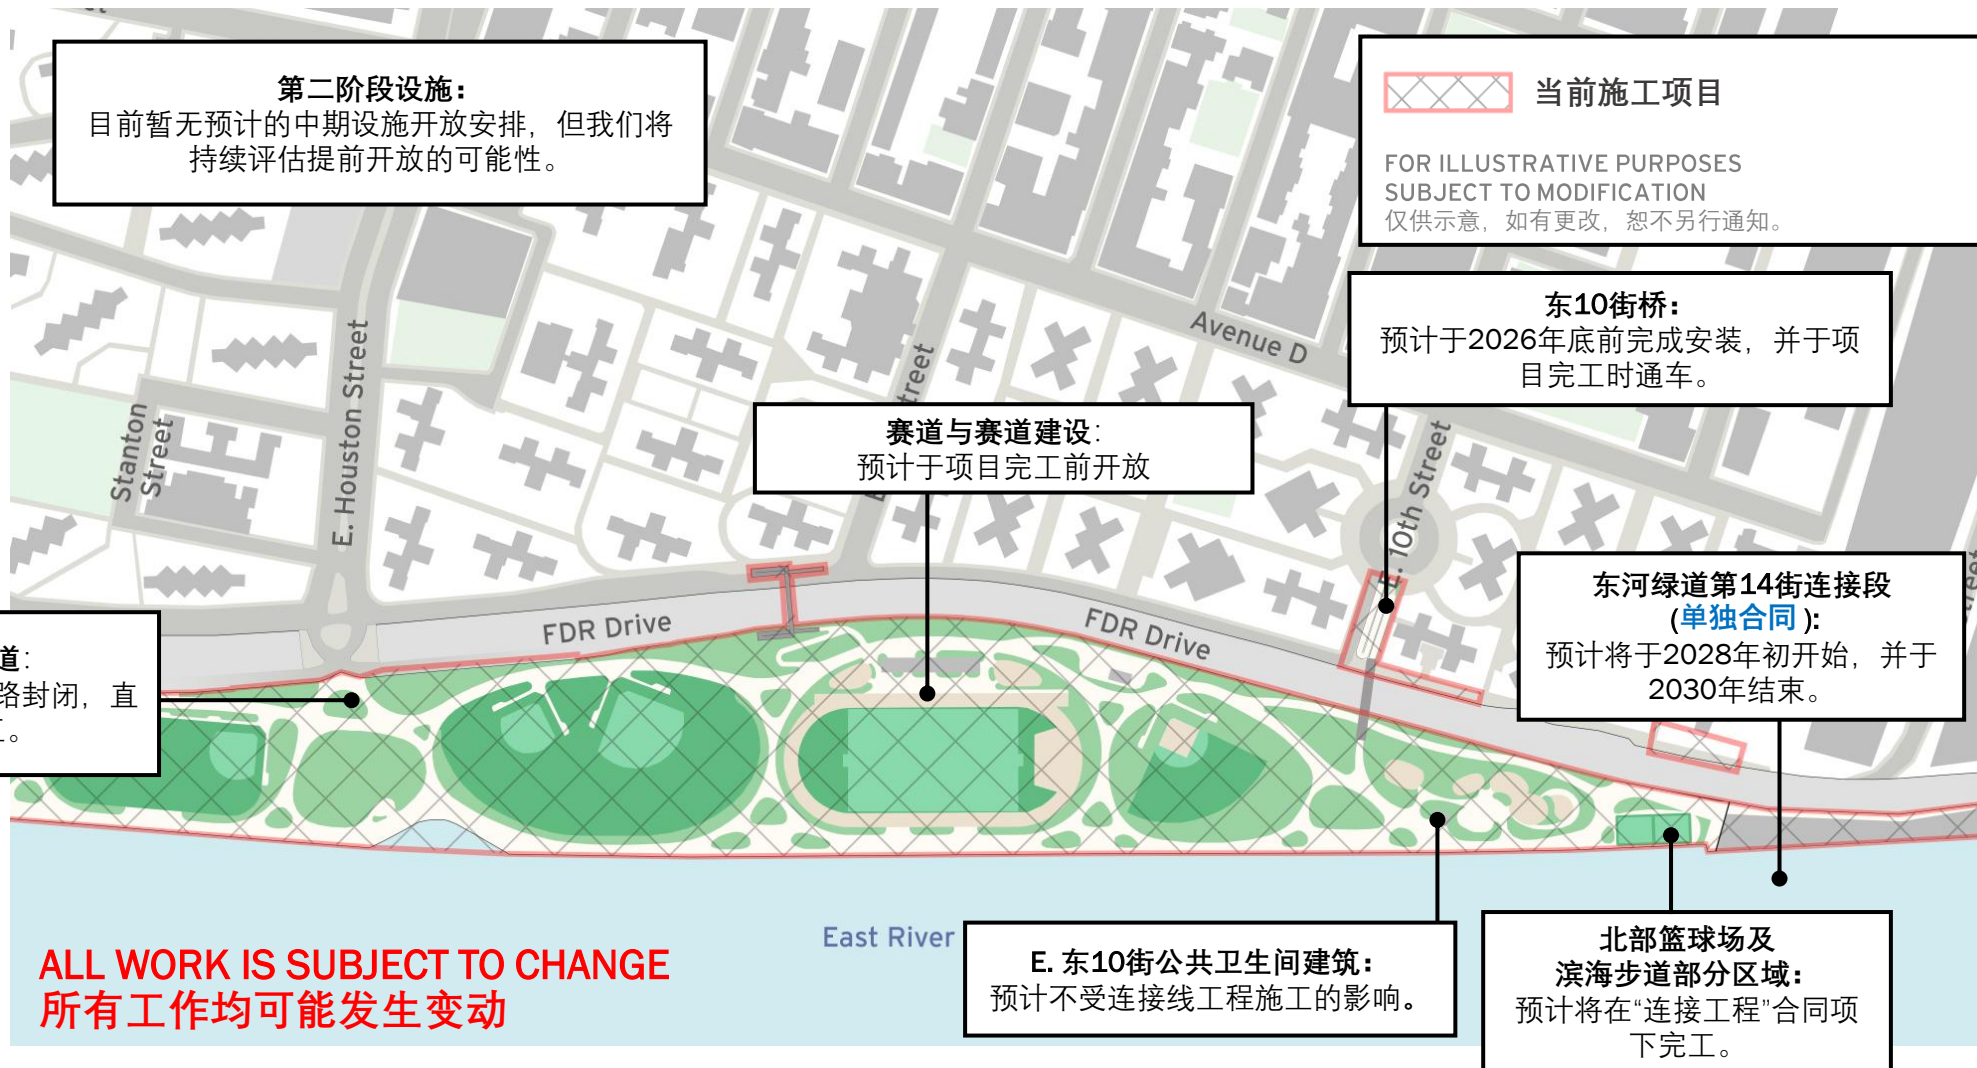 第二阶段设施：
目前暂无预计的中期设施开放安排，但我们将
持续评估提前开放的可能性。
当前施工项目
FOR ILLUSTRATIVE PURPOSES
SUBJECT TO MODIFICATION
仅供示意，如有更改，恕不另行通知。
东10街桥：
预计于2026年底前完成安装，并于项
目完工时通车。
Avenue D
Stanton
Street
E. Houston Street
赛道与赛道建设：
预计于项目完工前开放
E. 10th Street
东河绿道第14街连接段
(单独合同 ):
预计将于2028年初开始，并于
2030年结束。
FDR Drive
FDR Drive
道：
路封闭，直
East River
E. 东10街公共卫生间建筑：
预计不受连接线工程施工的影响。
北部篮球场及
滨海步道部分区域：
预计将在“连接工程”合同项
下完工。
ALL WORK IS SUBJECT TO CHANGE
所有工作均可能发生变动